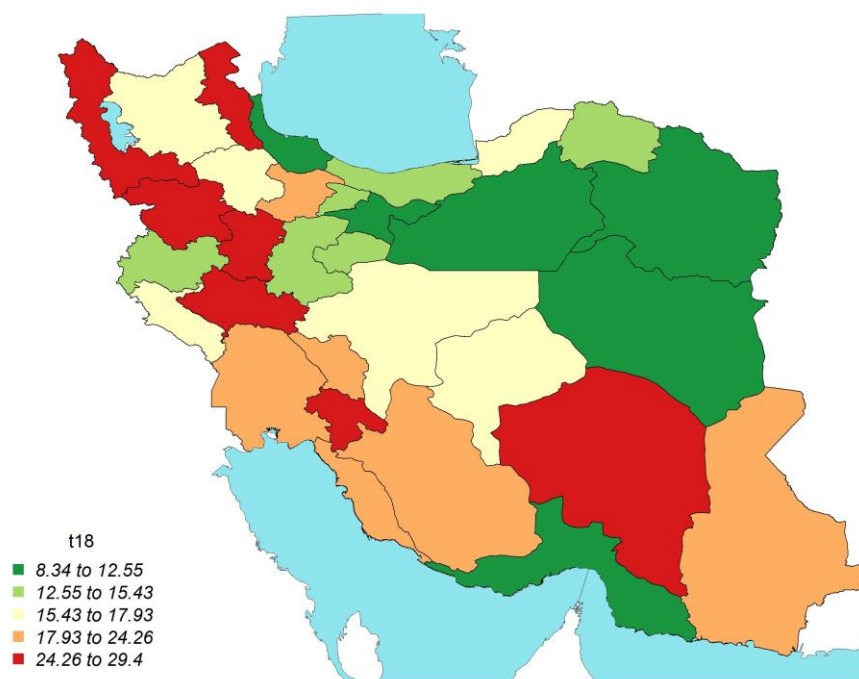 t18
8.34 to 12.55
12.55 to 15.43
15.43 to 17.93
17.93 to 24.26
24.26 to 29.4